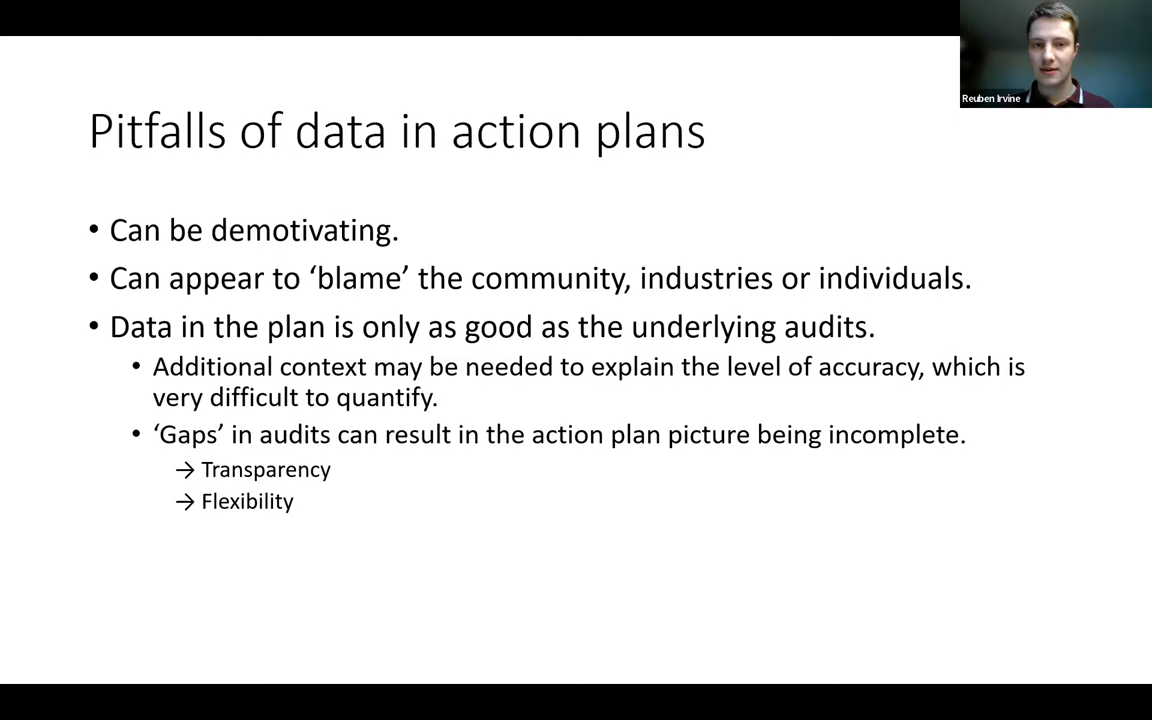 Reuben Irvine
Pitfalls of data in action plans
• Can be demotivating.
• Can appear to ‘blame’ the community, industries or individuals.
• Data in the plan is only as good as the underlying audits.
• Additional context may be needed to explain the level of accuracy, which is
very difficult to quantify.
• ‘Gaps’ in audits can result in the action plan picture being incomplete.
→ Transparency
→ Flexibility